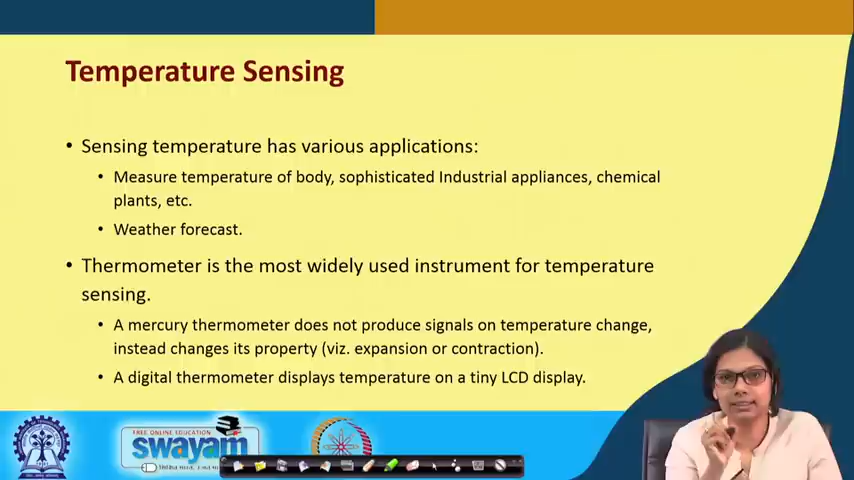 Temperature Sensing
• Sensing temperature has various applications:
• Measure temperature of body, sophisticated Industrial appliances, chemical
plants, etc.
• Weather forecast.
• Thermometer is the most widely used instrument for temperature
sensing.
• A mercury thermometer does not produce signals on temperature change,
instead changes its property (viz. expansion or contraction).
• A digital thermometer displays temperature on a tiny LCD display.
FREE ONLINE EDUCATION
swayam